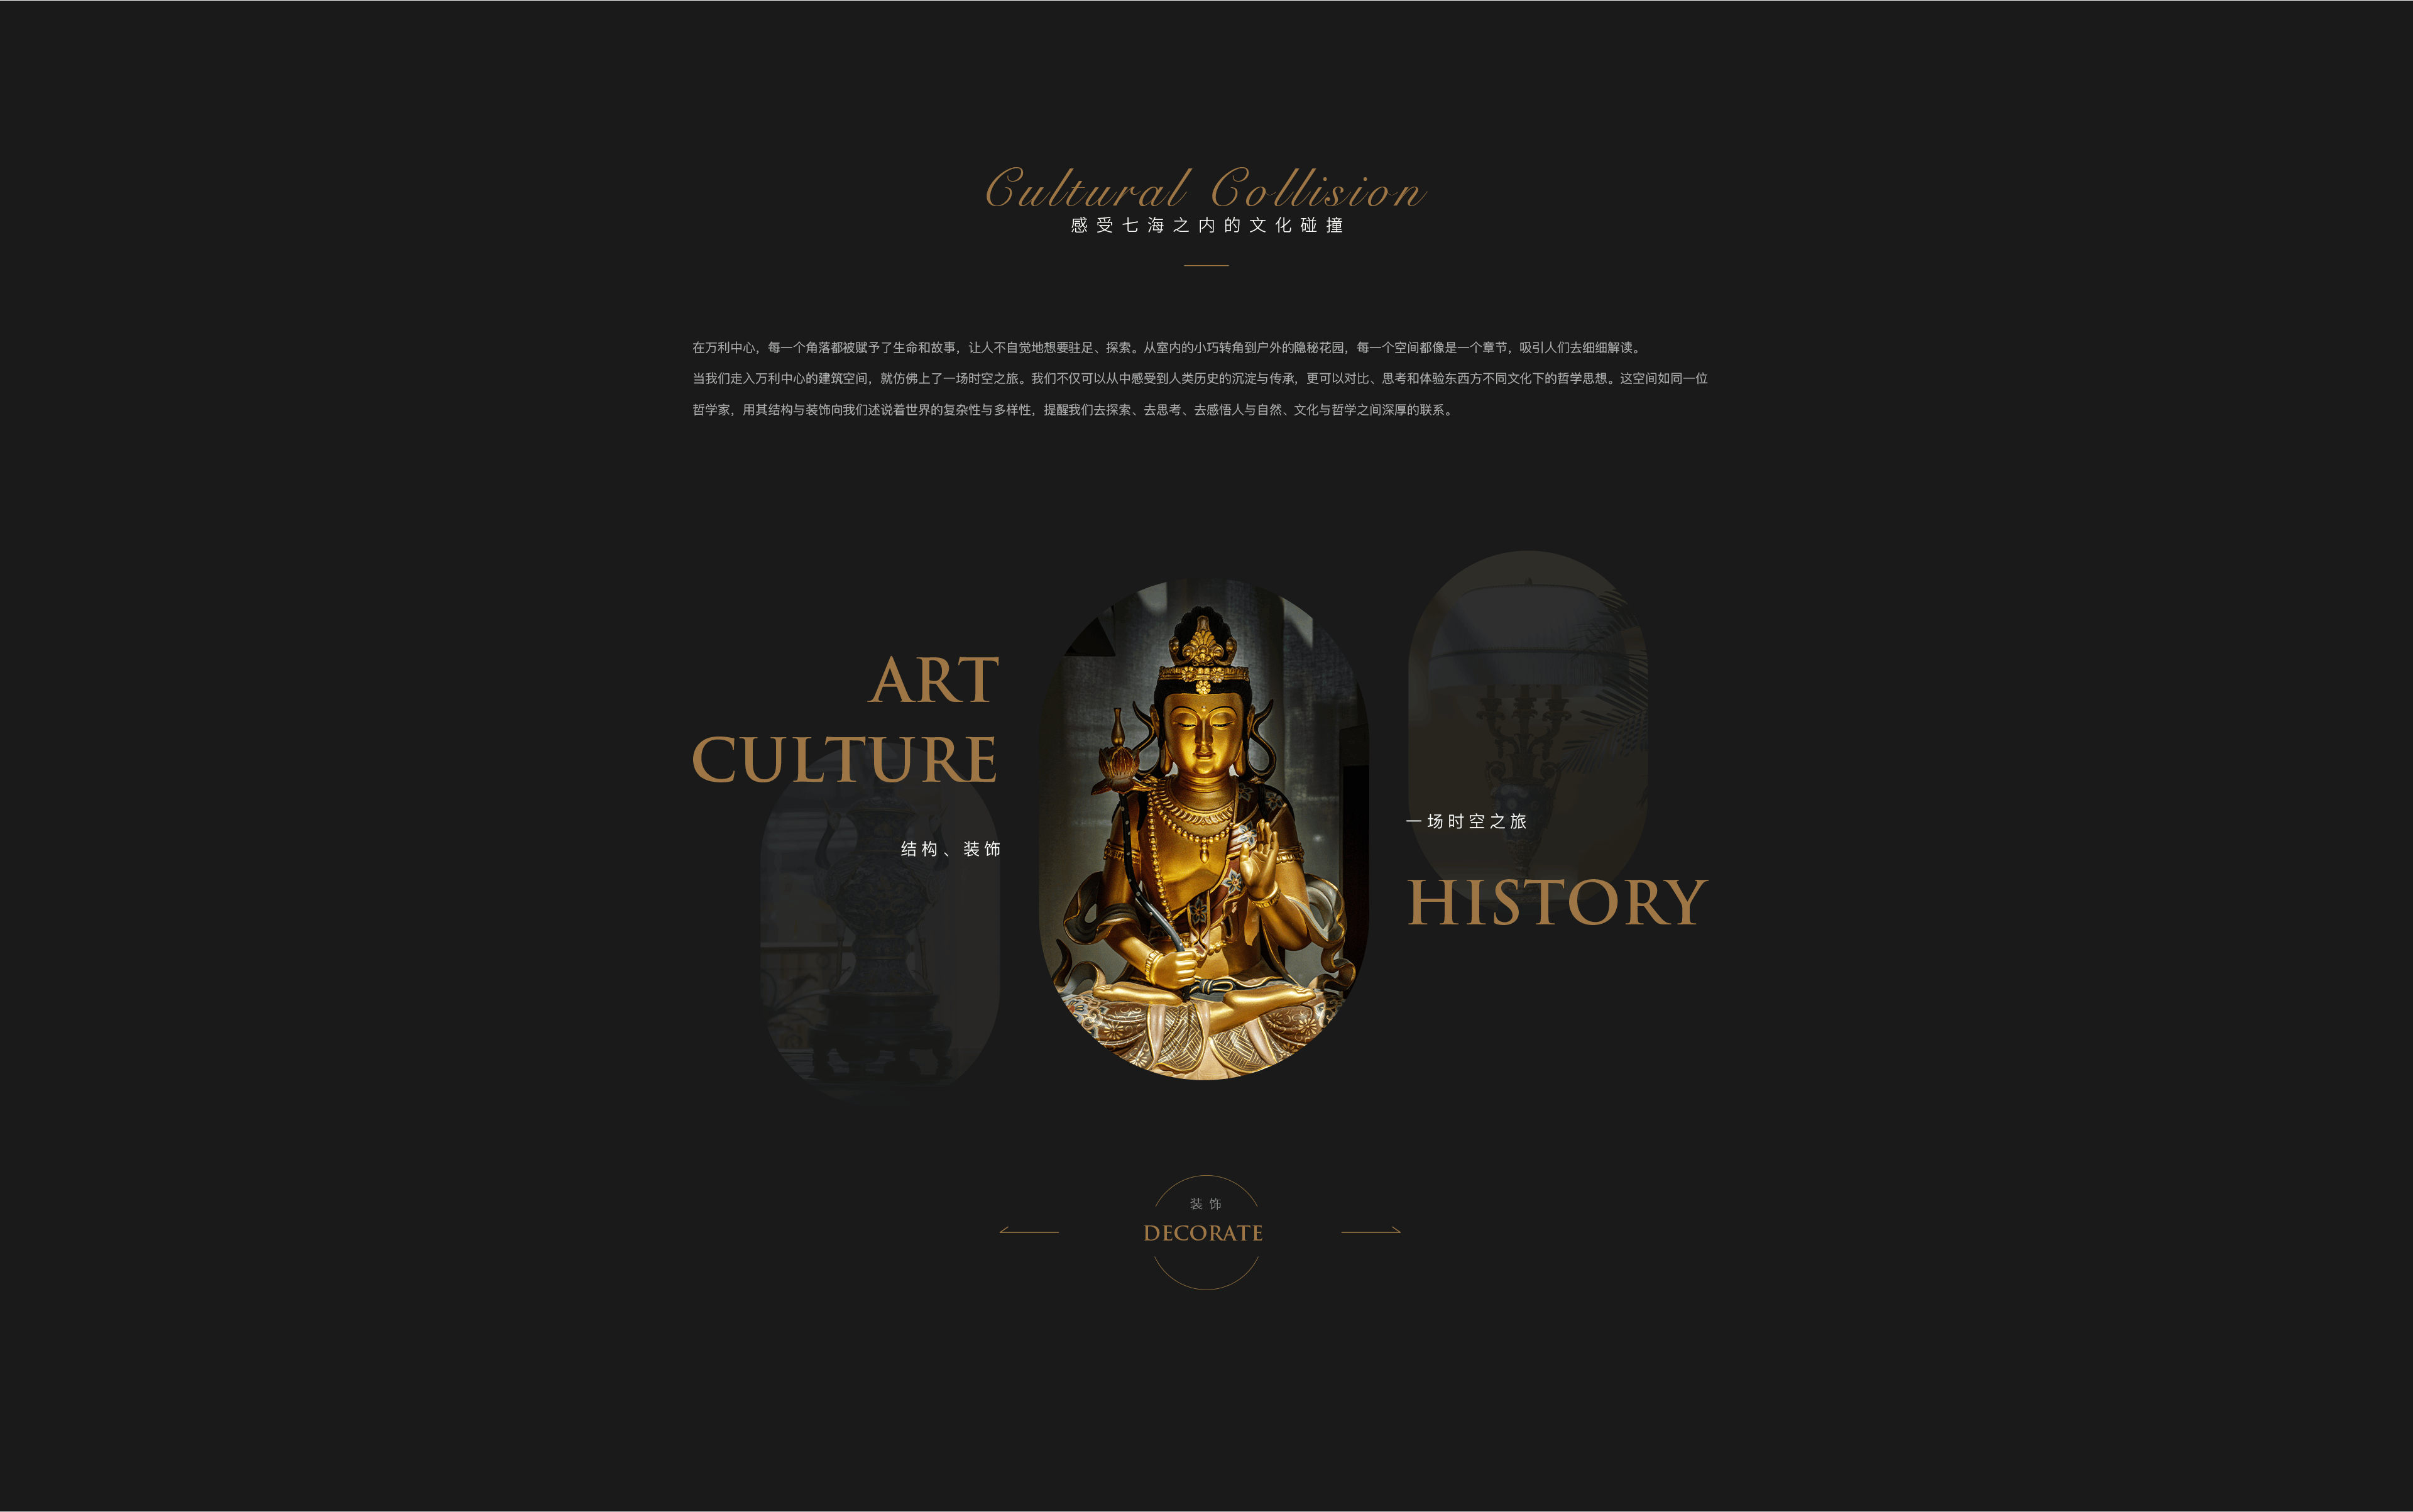 Cultural Collision
感受七海之内的文化碰撞
在万利中心，每一个角落都被赋予了生命和故事，让人不自觉地想要驻足、探索。从室内的小巧转角到户外的隐秘花园，每一个空间都像是一个章节，吸引人们去细细解读。
当我们走入万利中心的建筑空间，就仿佛上了一场时空之旅。我们不仅可以从中感受到人类历史的沉淀与传承，更可以对比、思考和体验东西方不同文化下的哲学思想。这空间如同一位
哲学家，用其结构与装饰向我们述说着世界的复杂性与多样性，提醒我们去探索、去思考、去感悟人与自然、文化与哲学之间深厚的联系。
ART
CULTURE
结构、装饰
一场时空之旅
HISTORY
装饰
DECORATE